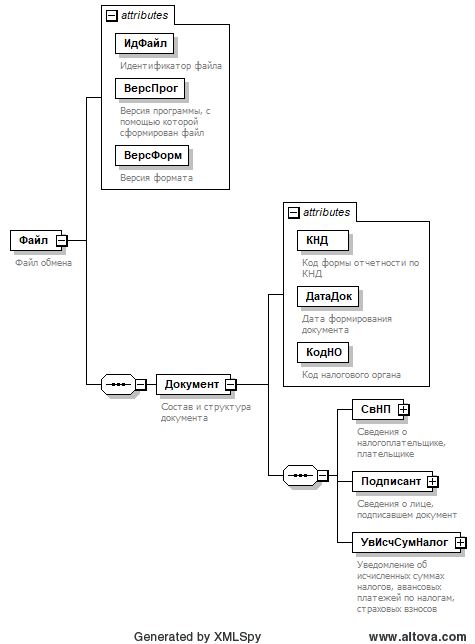 attributes
ИдФайл
Идентификатор файла
ВерсПрог
Версия программы, с
помощью которой
сформирован файл
ВерсФорм
Версия формата
Файл
Файл обмена
attributes
КНД
Код формы отчетности по
КНД
ДатаДок
Дата формирования
документа
КодНО
Код налогового органа
Документ
Состав и структура
документа
СвНП
Сведения о
налогоплательщике,
плательщике
Подписант
Сведения о лице,
подписавшем документ
УвИсчСумНалог
Уведомление об
исчисленных суммах
налогов, авансовых
платежей по налогам,
страховых взносов
Generated by XMLSpy
www.altova.com